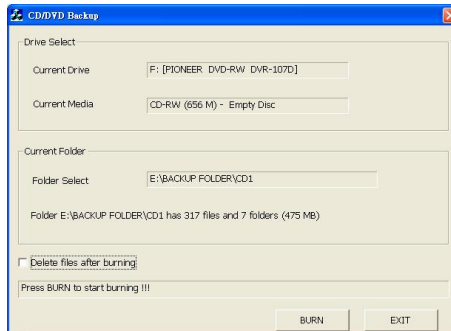 CD/DVD Backup
Drive Select
Current Drive F: [PIONEER DVD-RW DVR-107D]
Current Media CD-RW (656 M) - Empty Disc
Current Folder
Folder Select E:\BACKUP FOLDER\CD1
Folder E:\BACKUP FOLDER\CD1 has 317 files and 7 folders (475 MB)
Delete files after burning
Press BURN to start burning !!!
BURN EXIT